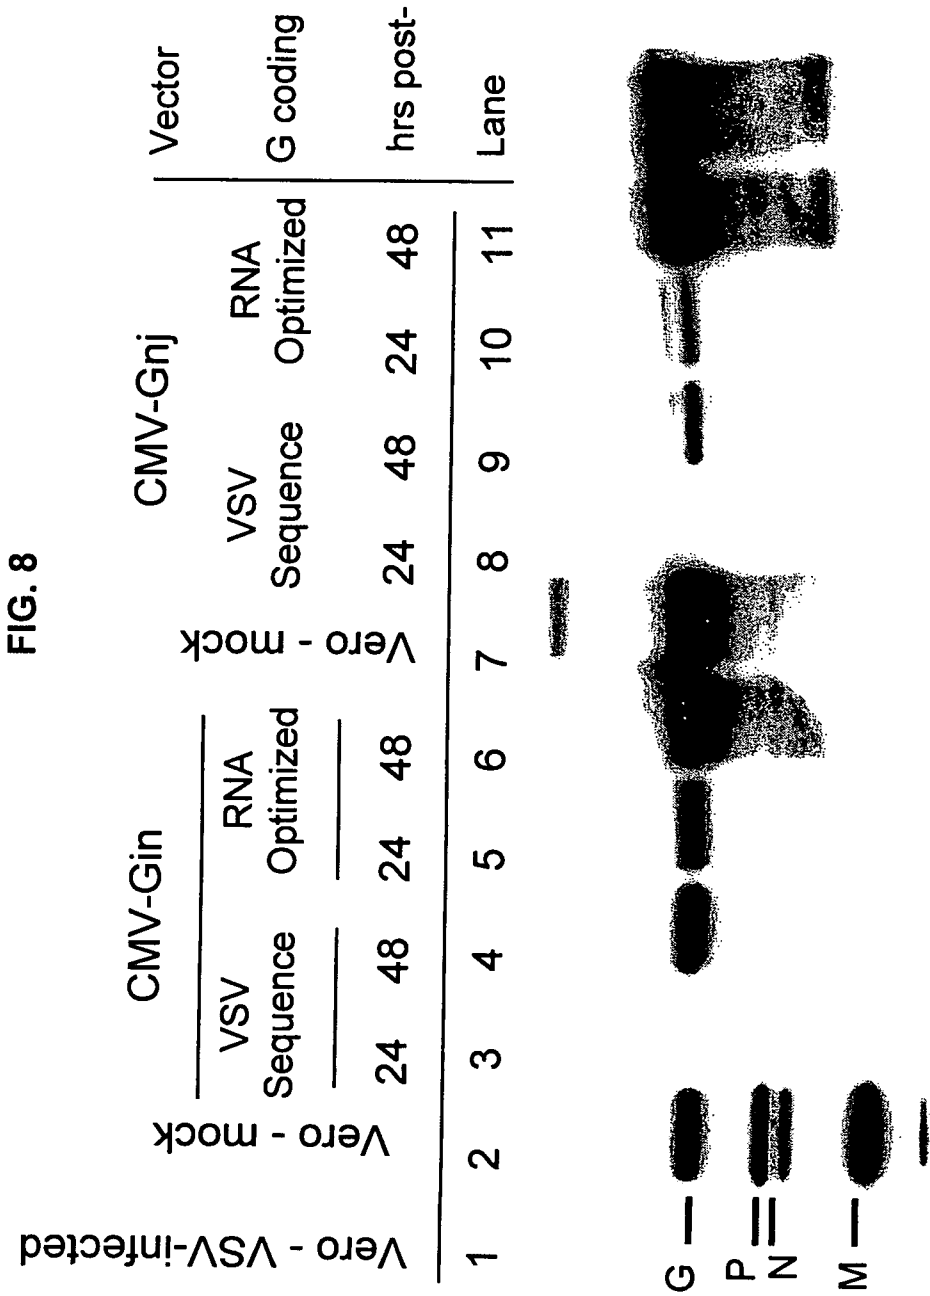 FIG. 8
CMV-Gin
CMV-Gnj
Vector
Vero - VSV-infected
Vero - mock
VSV
Sequence
RNA
Optimized
Vero - mock
VSV
Sequence
RNA
Optimized
G coding
24 48 24 48 24 48 24 48 hrs post-
1 2 3 4 5 6 7 8 9 10 11 Lane
G
P
N
M